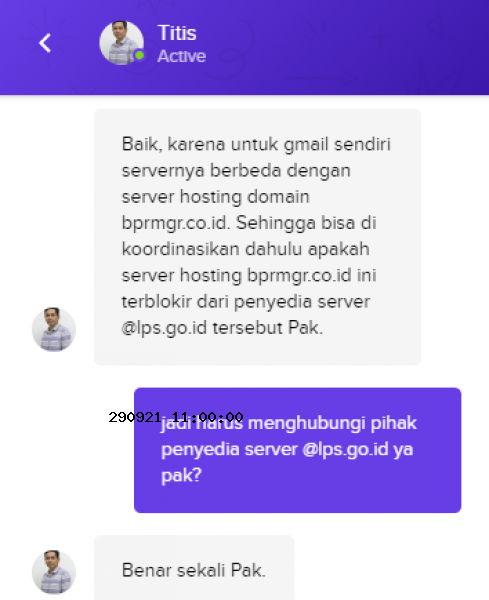 Titis
Active
Baik, karena untuk gmail sendiri
servernya berbeda dengan
server hosting domain
bprmgr.co.id. Sehingga bisa di
koordinasikan dahulu apakah
server hosting bprmgr.co.id ini
terblokir dari penyedia server
@lps.go.id tersebut Pak.
290921 11:00:00
jadi harus menghubungi pihak
penyedia server @lps.go.id ya
pak?
Benar sekali Pak.